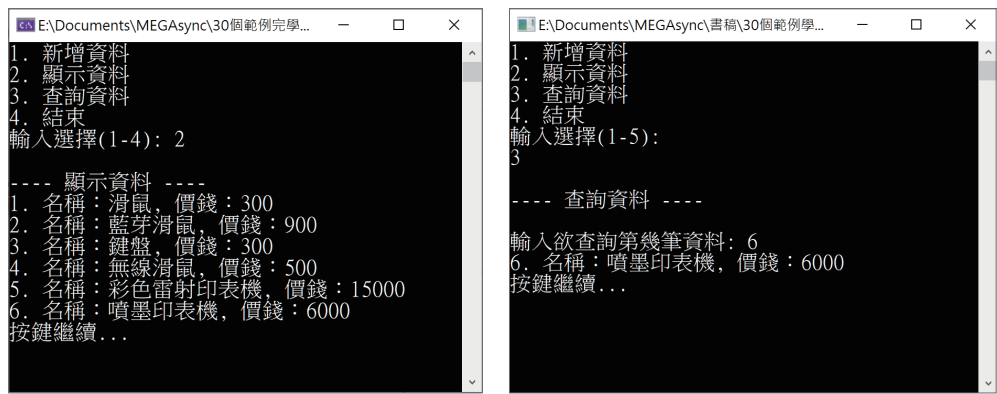 E:\Documents\MEGAsync\30個範例完學...
1. 新增資料
2. 顯示資料
3. 查詢資料
4. 結束
輸入選擇(1-4): 2
---- 顯示資料 ----
1. 名稱：滑鼠, 價錢：300
2. 名稱：藍芽滑鼠, 價錢：900
3. 名稱：鍵盤, 價錢：300
4. 名稱：無線滑鼠, 價錢：500
5. 名稱：彩色雷射印表機, 價錢：15000
6. 名稱：噴墨印表機, 價錢：6000
按鍵繼續...
E:\Documents\MEGAsync\書稿\30個範例學...
1. 新增資料
2. 顯示資料
3. 查詢資料
4. 結束
輸入選擇(1-5):
3
---- 查詢資料 ----
輸入欲查詢第幾筆資料: 6
6. 名稱：噴墨印表機, 價錢：6000
按鍵繼續...